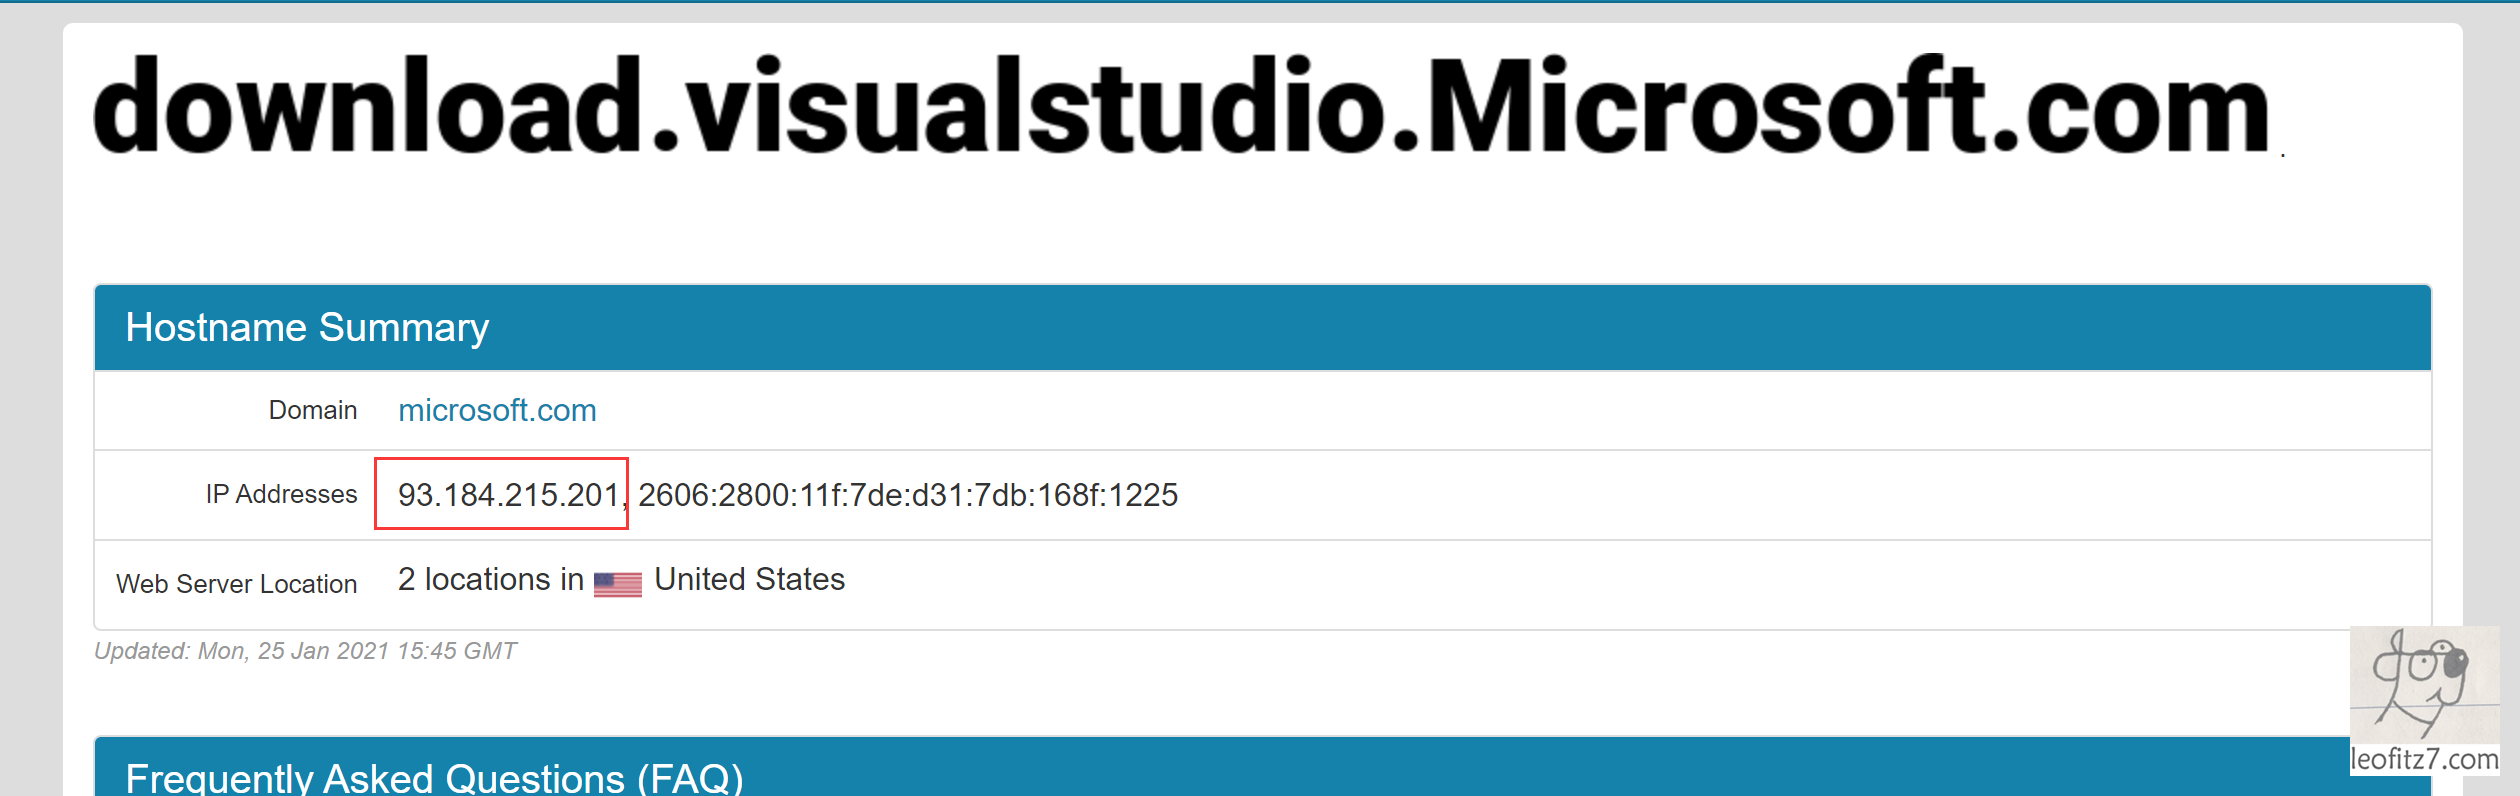 download.visualstudio.Microsoft.com .
Hostname Summary
Domain microsoft.com
IP Addresses 93.184.215.201, 2606:2800:11f:7de:d31:7db:168f:1225
Web Server Location 2 locations in United States
Updated: Mon, 25 Jan 2021 15:45 GMT
dog
leofitz7.com
Frequently Asked Questions (FAQ)